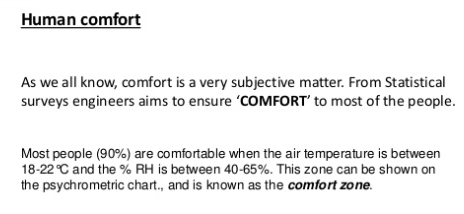 Human comfort
As we all know, comfort is a very subjective matter. From Statistical
surveys engineers aims to ensure ‘COMFORT’ to most of the people.
Most people (90%) are comfortable when the air temperature is between
18-22 °C and the % RH is between 40-65%. This zone can be shown on
the psychrometric chart., and is known as the comfort zone.